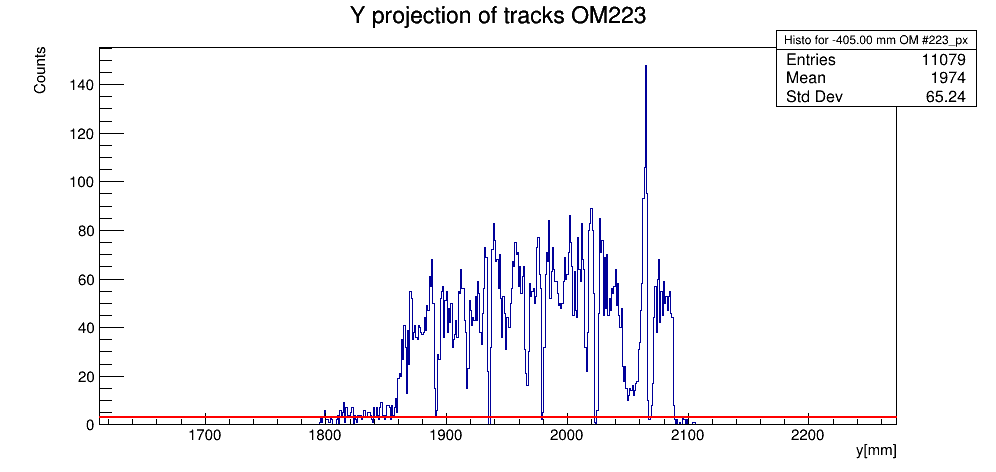 Y projection of tracks OM223
Histo for -405.00 mm OM #223_px
Entries 11079
Mean 1974
Std Dev 65.24
Counts
140
120
100
80
60
40
20
0
1700 1800 1900 2000 2100 2200
y[mm]